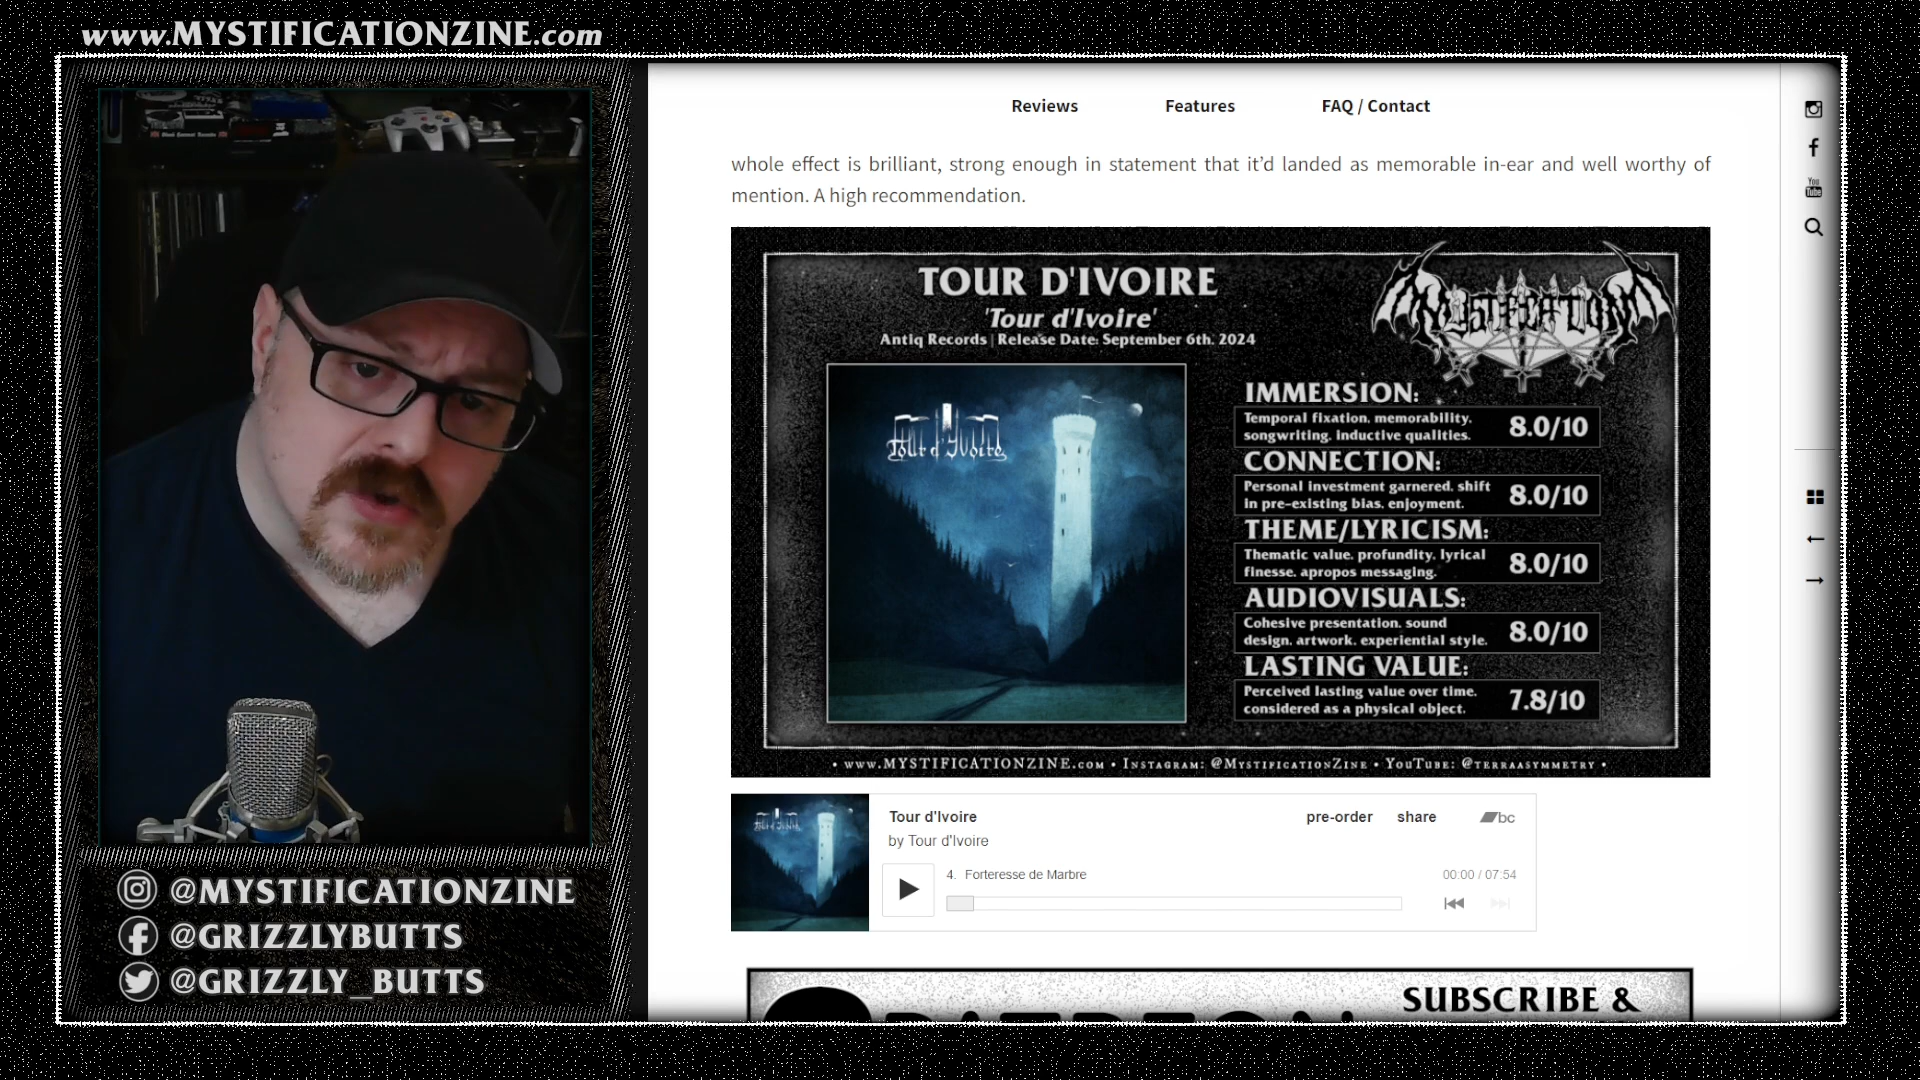 www.MYSTIFICATIONZINE.com
Reviews
Features
FAQ / Contact
whole effect is brilliant, strong enough in statement that it’d landed as memorable in-ear and well worthy of
mention. A high recommendation.
TOUR D'IVOIRE
'Tour d'Ivoire'
Antiq Records | Release Date: September 6th, 2024
MYSTIFICATION
Tour d'Ivoire
IMMERSION:
Temporal fixation, memorability,
songwriting, inductive qualities.
8.0/10
CONNECTION:
Personal investment garnered, shift
in pre-existing bias, enjoyment.
8.0/10
THEME/LYRICISM:
Thematic value, profundity, lyrical
finesse, apropos messaging.
8.0/10
AUDIOVISUALS:
Cohesive presentation, sound
design, artwork, experiential style.
8.0/10
LASTING VALUE:
Perceived lasting value over time,
considered as a physical object.
7.8/10
• www.MYSTIFICATIONZINE.com • Instagram: @MystificationZine • YouTube: @terraasymmetry •
Tour d'Ivoire
by Tour d'Ivoire
pre-order
share
bc
4. Forteresse de Marbre
00:00 / 07:54
SUBSCRIBE &
You
Tube
@MYSTIFICATIONZINE
@GRIZZLYBUTTS
@GRIZZLY_BUTTS